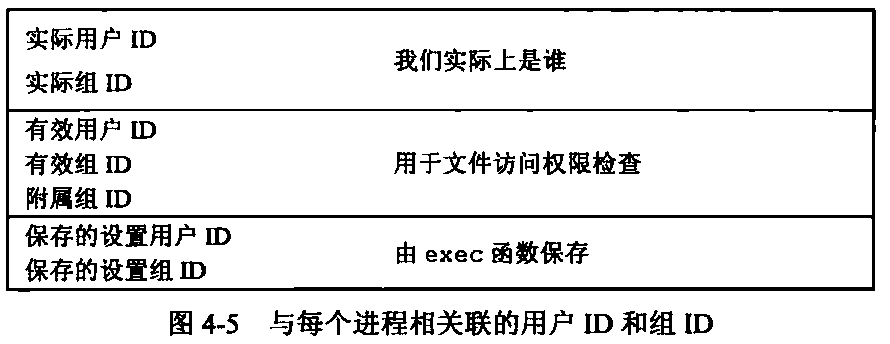 实际用户 ID
实际组 ID
我们实际上是谁
有效用户 ID
有效组 ID
附属组 ID
用于文件访问权限检查
保存的设置用户 ID
保存的设置组 ID
由 exec 函数保存
图 4-5 与每个进程相关联的用户 ID 和组 ID